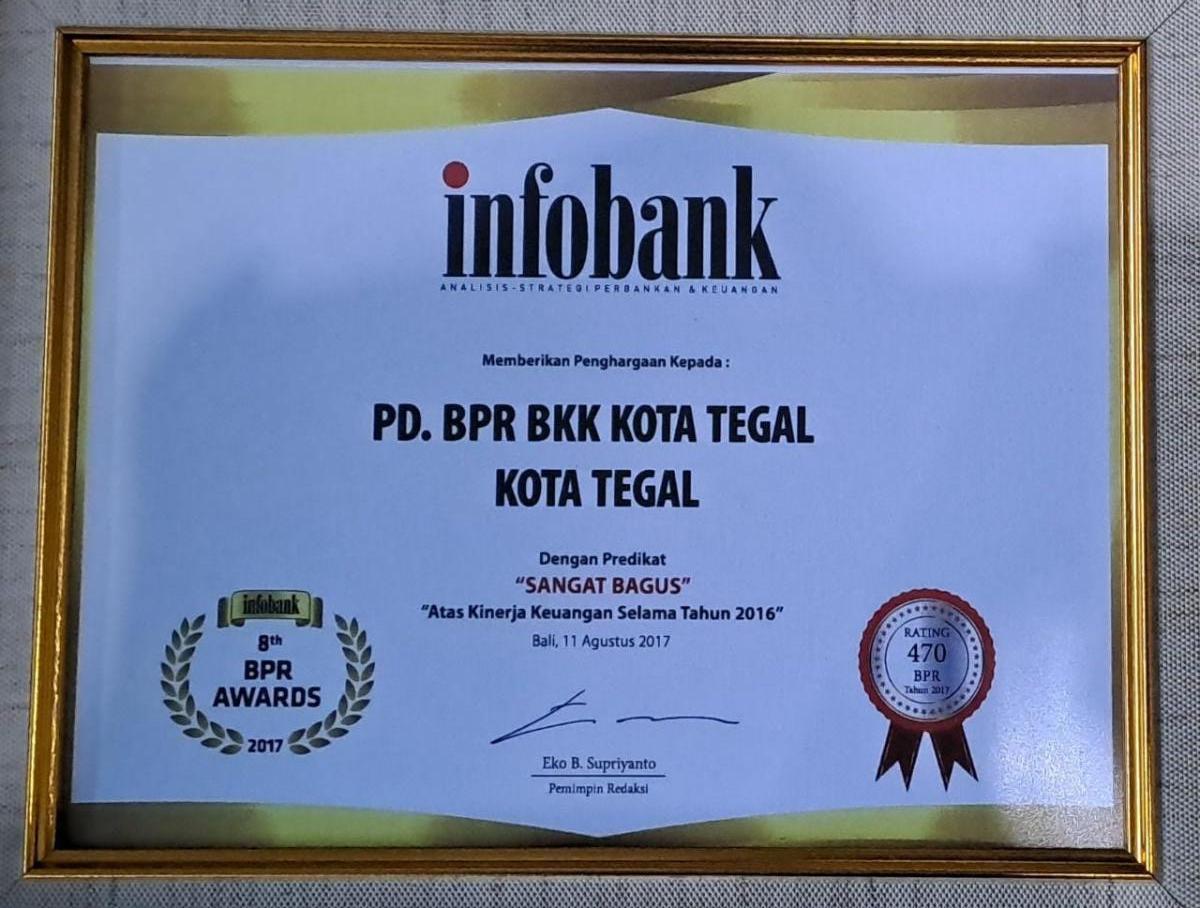 infobank
ANALISIS-STRATEGI PERBANKAN & KEUANGAN
Memberikan Penghargaan Kepada :
PD. BPR BKK KOTA TEGAL
KOTA TEGAL
Dengan Predikat
"SANGAT BAGUS"
"Atas Kinerja Keuangan Selama Tahun 2016"
Bali, 11 Agustus 2017
Eko B. Supriyanto
Pemimpin Redaksi
infobank
8th
BPR
AWARDS
2017
RATING
470
BPR
Tahun 2017